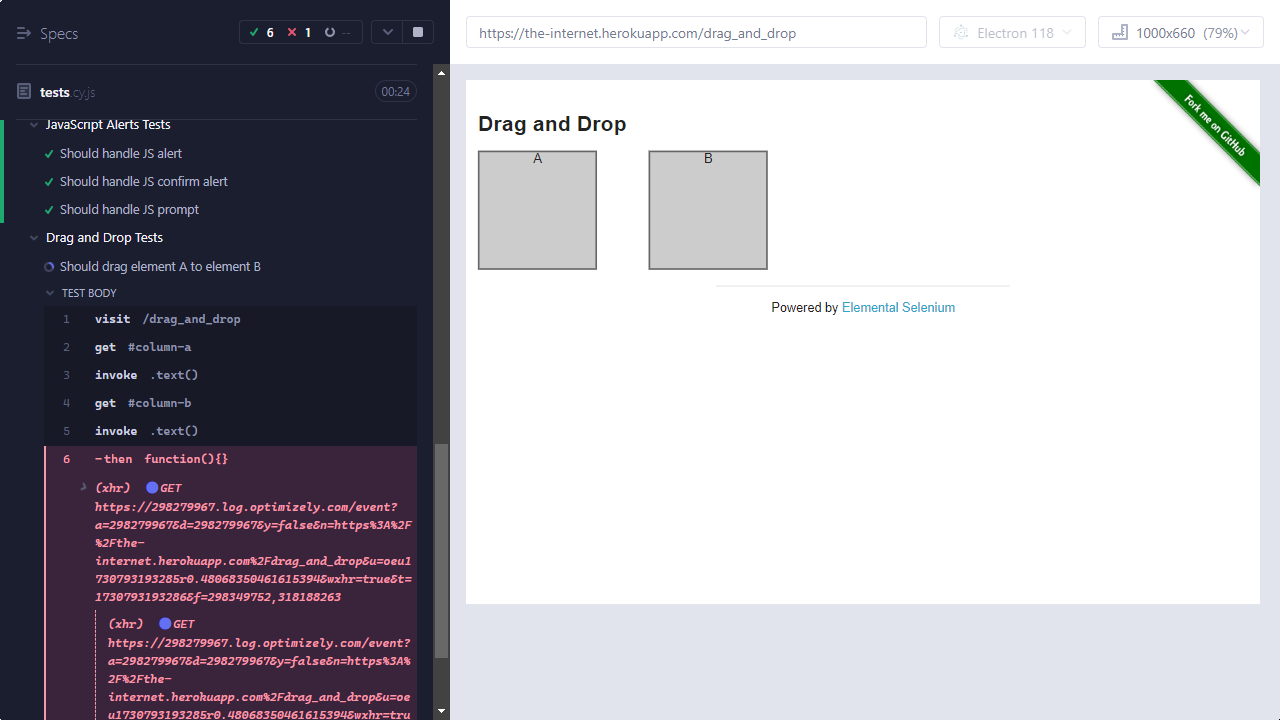 Specs
6
1
--
https://the-internet.herokuapp.com/drag_and_drop
Electron 118
1000x660 (79%)
tests.cy.js
00:24
JavaScript Alerts Tests
Should handle JS alert
Should handle JS confirm alert
Should handle JS prompt
Drag and Drop Tests
Should drag element A to element B
TEST BODY
1 visit /drag_and_drop
2 get #column-a
3 invoke .text()
4 get #column-b
5 invoke .text()
6 -then function(){}
(xhr) GET
https://298279967.log.optimizely.com/event?
a=298279967&d=298279967&y=false&n=https%3A%2F
%2Fthe-
internet.herokuapp.com%2Fdrag_and_drop&u=oeu1
730793193285r0.48068350461615394&wxhr=true&t=
1730793193286&f=298349752,318188263
(xhr) GET
https://298279967.log.optimizely.com/event?
a=298279967&d=298279967&y=false&n=https%3A%
2F%2Fthe-
internet.herokuapp.com%2Fdrag_and_drop&u=oe
u1730793193285r0.48068350461615394&wxhr=tru
Drag and Drop
A
B
Powered by Elemental Selenium
Fork me on GitHub